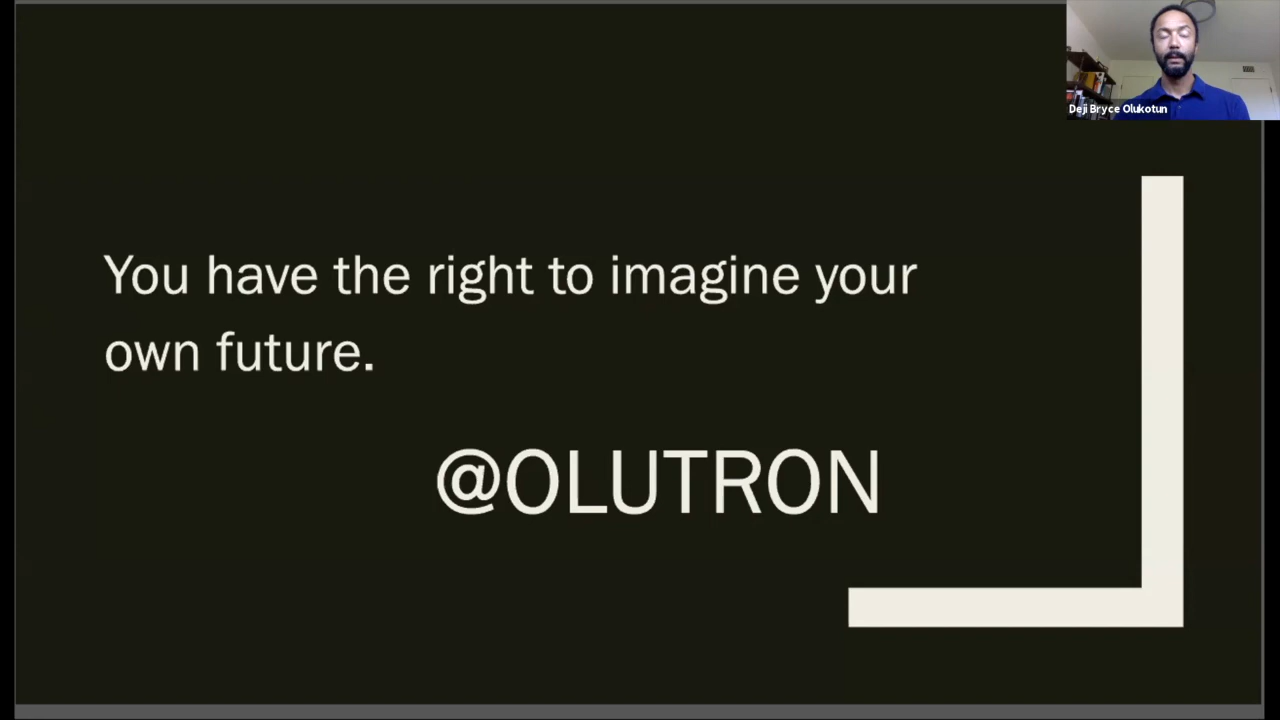 Deji Bryce Olukotun
You have the right to imagine your
own future.
@OLUTRON